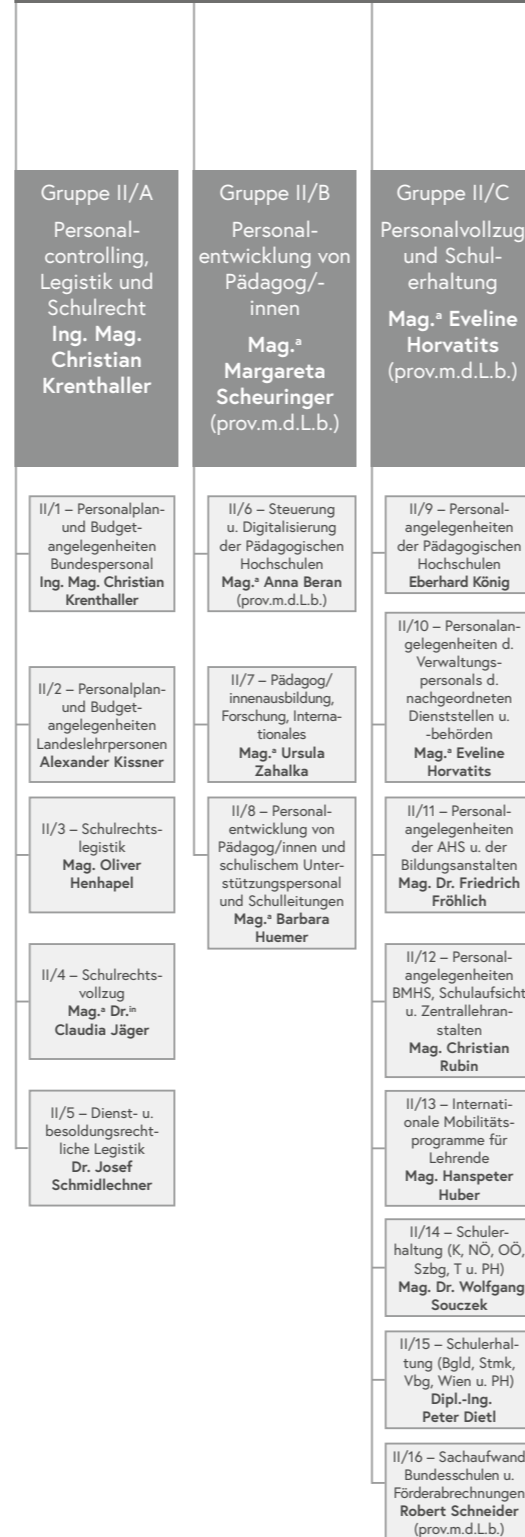 Gruppe II/A
Personal-
controlling,
Legistik und
Schulrecht
Ing. Mag.
Christian
Krenthaller
II/1 – Personalplan-
und Budget-
angelegenheiten
Bundespersonal
Ing. Mag. Christian
Krenthaller
II/2 – Personalplan-
und Budget-
angelegenheiten
Landeslehrpersonen
Alexander Kissner
II/3 – Schulrechts-
legistik
Mag. Oliver
Henhapel
II/4 – Schulrechts-
vollzug
Mag.ª Dr.ⁱⁿ
Claudia Jäger
II/5 – Dienst- u.
besoldungsrecht-
liche Legistik
Dr. Josef
Schmidlechner
Gruppe II/B
Personal-
entwicklung von
Pädagog/-
innen
Mag.ª
Margareta
Scheuringer
(prov.m.d.L.b.)
II/6 – Steuerung
u. Digitalisierung
der Pädagogischen
Hochschulen
Mag.ª Anna Beran
(prov.m.d.L.b.)
II/7 – Pädagog/
innenausbildung,
Forschung, Interna-
tionales
Mag.ª Ursula
Zahalka
II/8 – Personal-
entwicklung von
Pädagog/innen und
schulischem Unter-
stützungspersonal
und Schulleitungen
Mag.ª Barbara
Huemer
Gruppe II/C
Personalvollzug
und Schul-
erhaltung
Mag.ª Eveline
Horvatits
(prov.m.d.L.b.)
II/9 – Personal-
angelegenheiten
der Pädagogischen
Hochschulen
Eberhard König
II/10 – Personalan-
gelegenheiten d.
Verwaltungs-
personals d.
nachgeordneten
Dienststellen u.
-behörden
Mag.ª Eveline
Horvatits
II/11 – Personal-
angelegenheiten
der AHS u. der
Bildungsanstalten
Mag. Dr. Friedrich
Fröhlich
II/12 – Personal-
angelegenheiten
BMHS, Schulaufsicht
u. Zentrallehran-
stalten
Mag. Christian
Rubin
II/13 – Internati-
onale Mobilitäts-
programme für
Lehrende
Mag. Hanspeter
Huber
II/14 – Schuler-
haltung (K, NÖ, OÖ,
Szbg, T u. PH)
Mag. Dr. Wolfgang
Souczek
II/15 – Schulerhal-
tung (Bgld, Stmk,
Vbg, Wien u. PH)
Dipl.-Ing.
Peter Dietl
II/16 – Sachaufwand
Bundesschulen u.
Förderabrechnungen
Robert Schneider
(prov.m.d.L.b.)